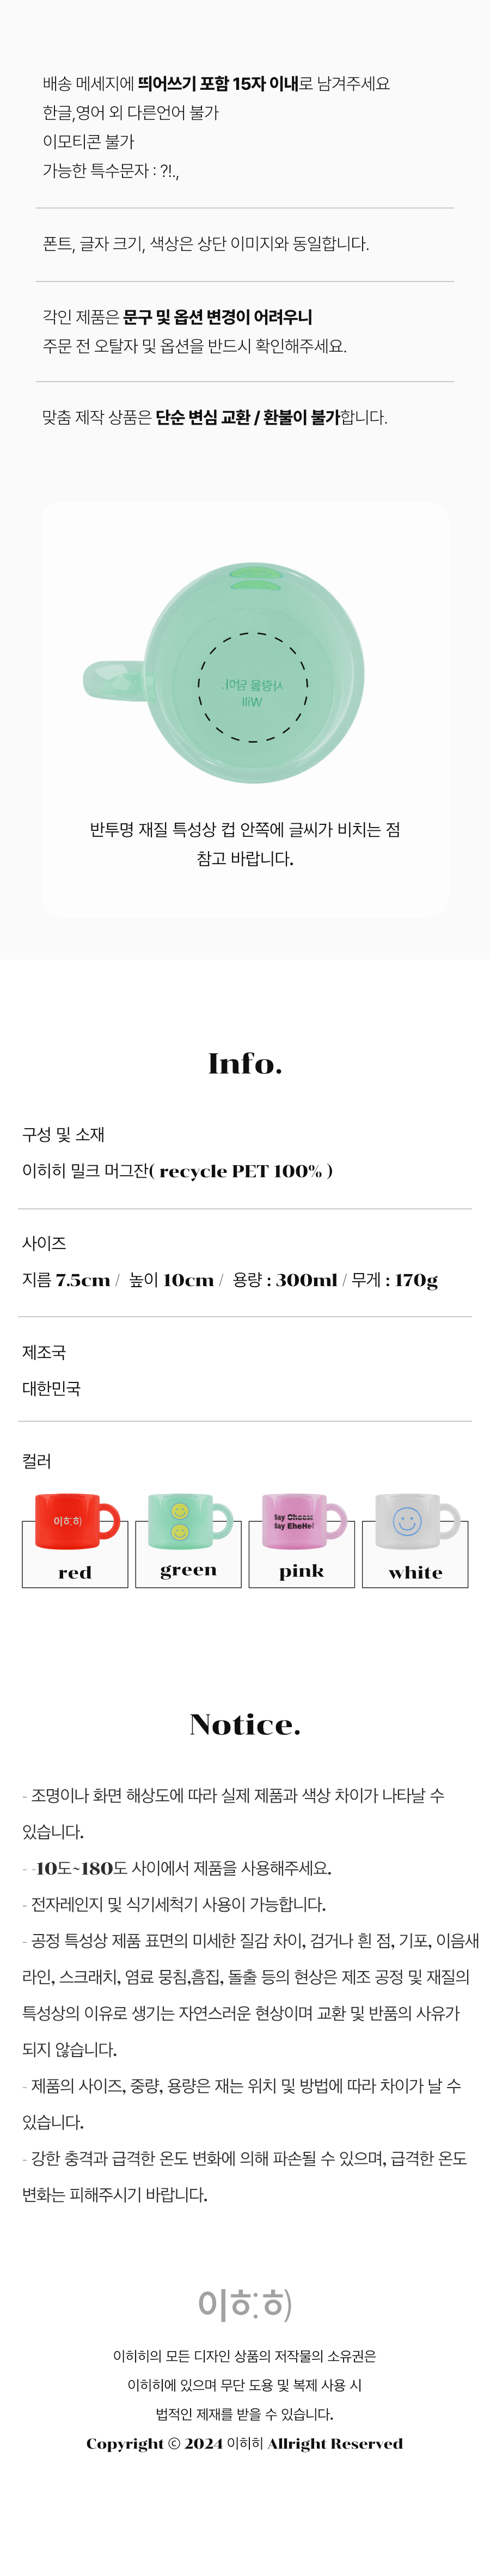 배송 메세지에 띄어쓰기 포함 15자 이내로 남겨주세요
한글,영어 외 다른언어 불가
이모티콘 불가
가능한 특수문자 : ?!.,
폰트, 글자 크기, 색상은 상단 이미지와 동일합니다.
각인 제품은 문구 및 옵션 변경이 어려우니
주문 전 오탈자 및 옵션을 반드시 확인해주세요.
맞춤 제작 상품은 단순 변심 교환 / 환불이 불가합니다.
Will
반투명 재질 특성상 컵 안쪽에 글씨가 비치는 점
참고 바랍니다.
Info.
구성 및 소재
이히히 밀크 머그잔( recycle PET 100% )
사이즈
지름 7.5cm / 높이 10cm / 용량 : 300ml / 무게 : 170g
제조국
대한민국
컬러
이히:히)
Say Cheese
Say EheHe!
red
green
pink
white
Notice.
- 조명이나 화면 해상도에 따라 실제 제품과 색상 차이가 나타날 수
있습니다.
- -10도~180도 사이에서 제품을 사용해주세요.
- 전자레인지 및 식기세척기 사용이 가능합니다.
- 공정 특성상 제품 표면의 미세한 질감 차이, 검거나 흰 점, 기포, 이음새
라인, 스크래치, 염료 뭉침,흠집, 돌출 등의 현상은 제조 공정 및 재질의
특성상의 이유로 생기는 자연스러운 현상이며 교환 및 반품의 사유가
되지 않습니다.
- 제품의 사이즈, 중량, 용량은 재는 위치 및 방법에 따라 차이가 날 수
있습니다.
- 강한 충격과 급격한 온도 변화에 의해 파손될 수 있으며, 급격한 온도
변화는 피해주시기 바랍니다.
이ㅎ:ㅎ)
이히히의 모든 디자인 상품의 저작물의 소유권은
이히히에 있으며 무단 도용 및 복제 사용 시
법적인 제재를 받을 수 있습니다.
Copyright © 2024 이히히 Allright Reserved